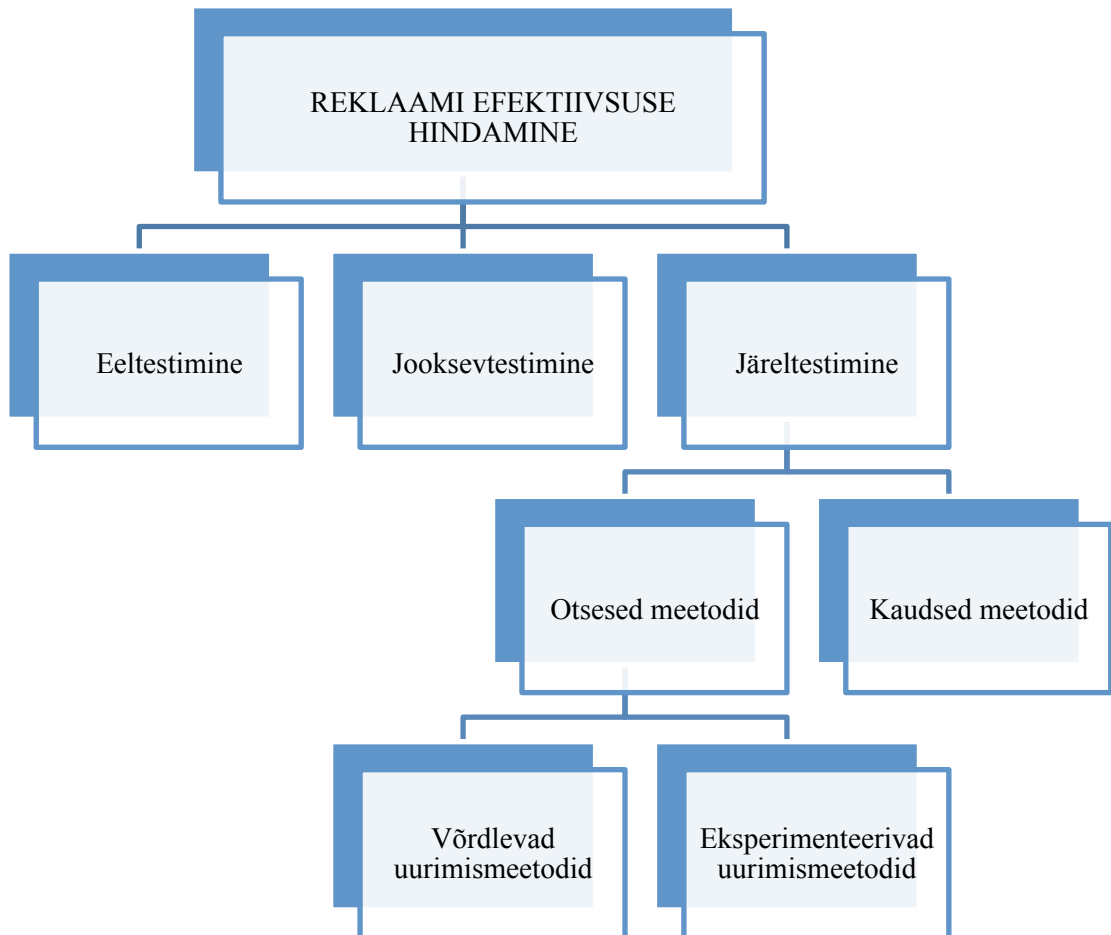 REKLAAMI EFEKTIIVSUSE
HINDAMINE
Eeltestimine
Jooksevtestimine
Järeltestimine
Otsesed meetodid
Kaudsed meetodid
Võrdlevad
uurimismeetodid
Eksperimenteerivad
uurimismeetodid